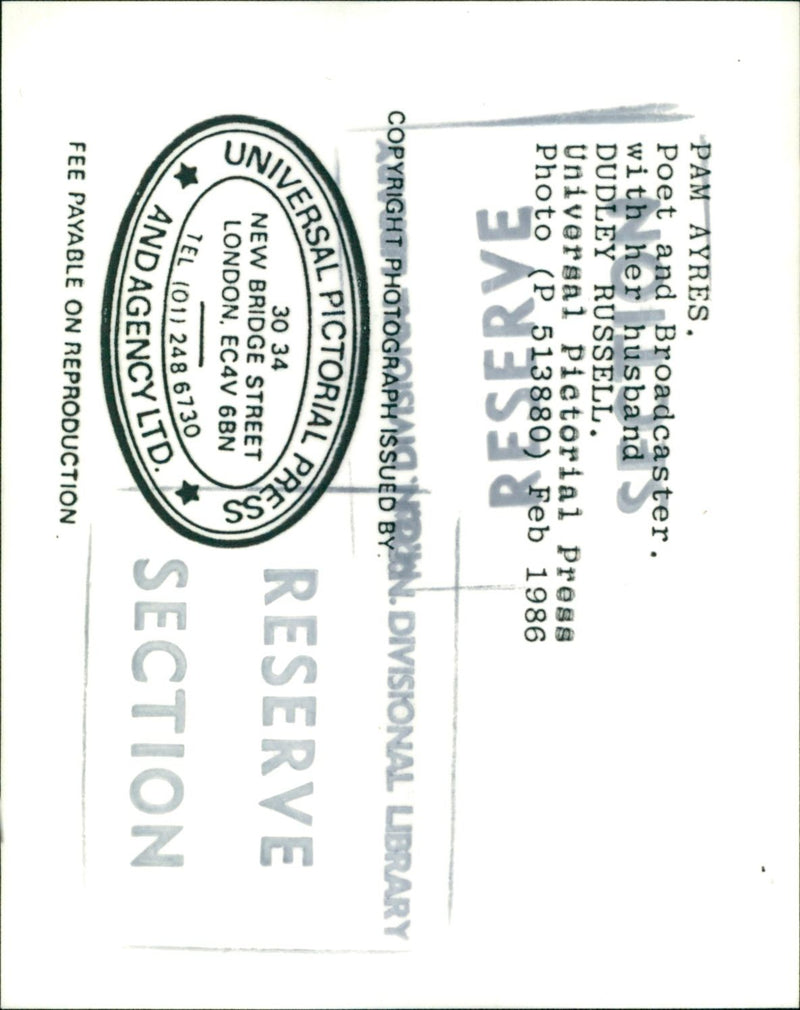 PAM AYRES.
Poet and Broadcaster.
with her husband
DUDLEY RUSSELL.
Universal Pictorial Press
Photo (P 513880) Feb 1986
RESERVE
SECTION
COPYRIGHT PHOTOGRAPH ISSUED BY
DIVISIONAL LIBRARY
UNIVERSAL PICTORIAL PRESS
AND AGENCY LTD.
30 34
NEW BRIDGE STREET
LONDON, EC4V 6BN
TEL (01) 248 6730
FEE PAYABLE ON REPRODUCTION
RESERVE
SECTION